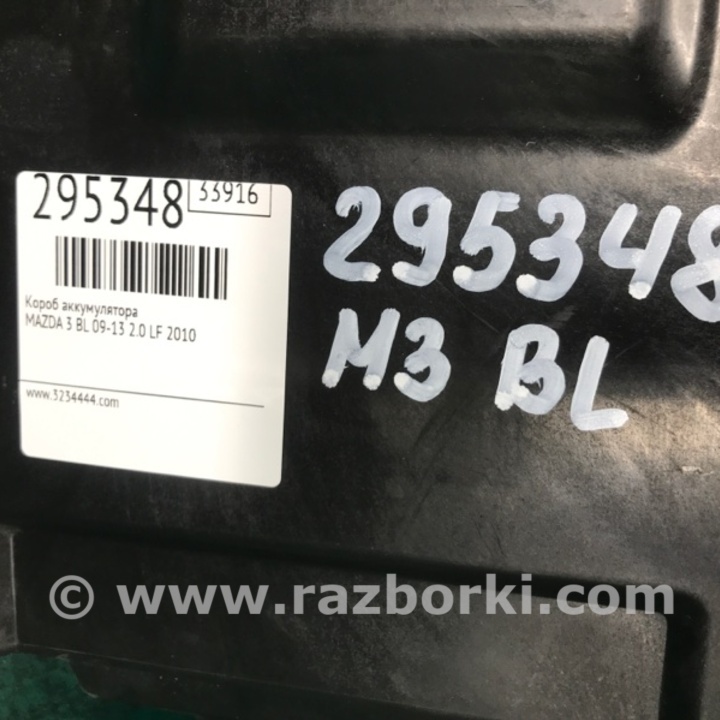 295348 33916
Короб аккумулятора
MAZDA 3 BL 09-13 2.0 LF 2010
www.3234444.com
295348
M3 BL
© www.razborki.com